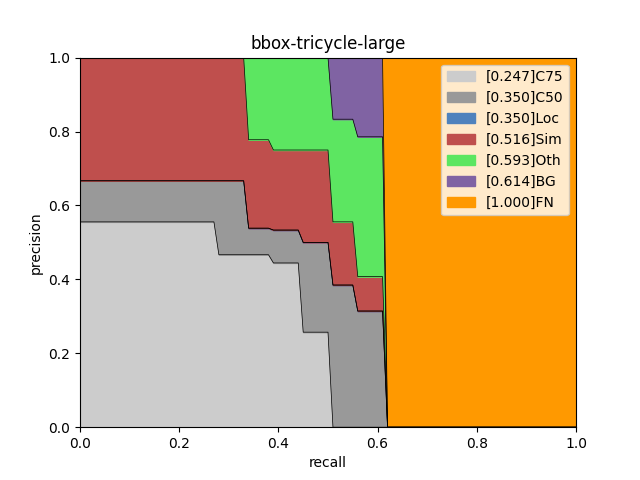 bbox-tricycle-large
1.0
0.8
0.6
0.4
0.2
0.0
precision
[0.247]C75
[0.350]C50
[0.350]Loc
[0.516]Sim
[0.593]Oth
[0.614]BG
[1.000]FN
0.0 0.2 0.4 0.6 0.8 1.0
recall